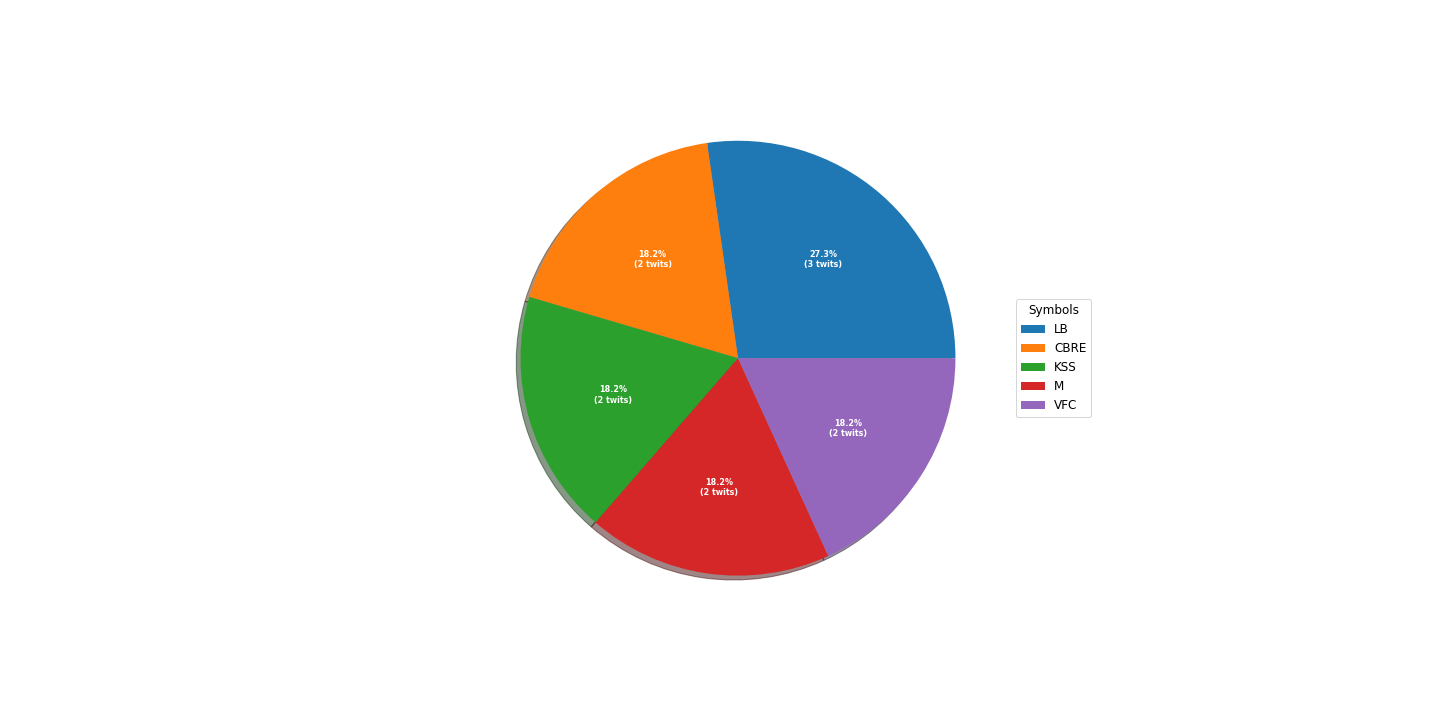 27.3%
(3 twits)
18.2%
(2 twits)
18.2%
(2 twits)
18.2%
(2 twits)
18.2%
(2 twits)
Symbols
LB
CBRE
KSS
M
VFC